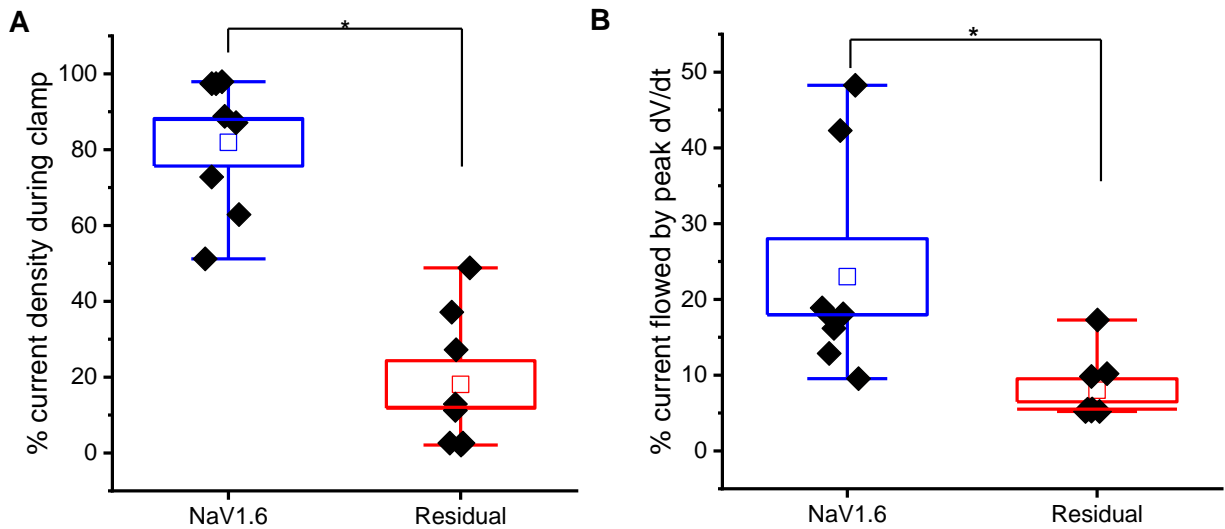 A
*
% current density during clamp
100
80
60
40
20
0
NaV1.6
Residual
B
*
% current flowed by peak dV/dt
50
40
30
20
10
0
NaV1.6
Residual